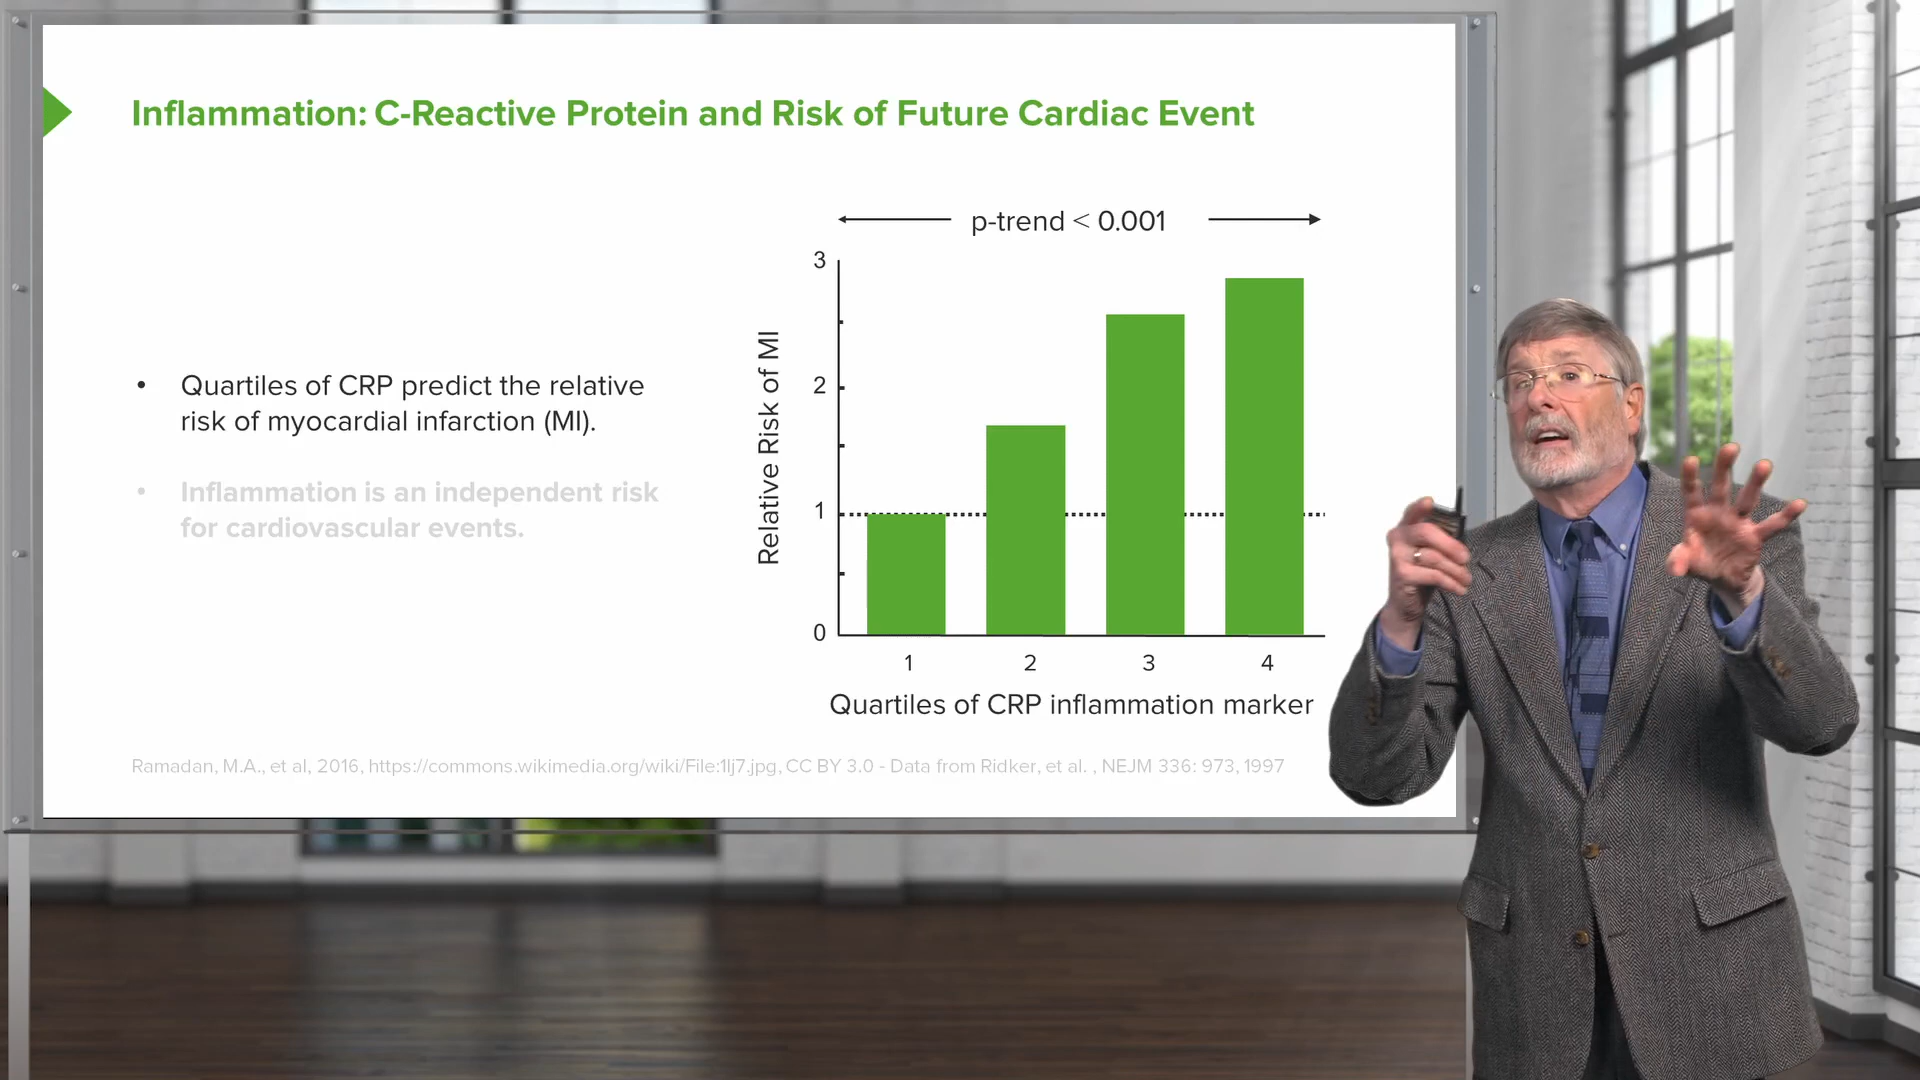 Inflammation: C-Reactive Protein and Risk of Future Cardiac Event
• Quartiles of CRP predict the relative
risk of myocardial infarction (MI).
• Inflammation is an independent risk
for cardiovascular events.
p-trend < 0.001
Relative Risk of MI
3
2
1
0
1 2 3 4
Quartiles of CRP inflammation marker
Ramadan, M.A., et al, 2016, https://commons.wikimedia.org/wiki/File:1lj7.jpg, CC BY 3.0 - Data from Ridker, et al. , NEJM 336: 973, 1997